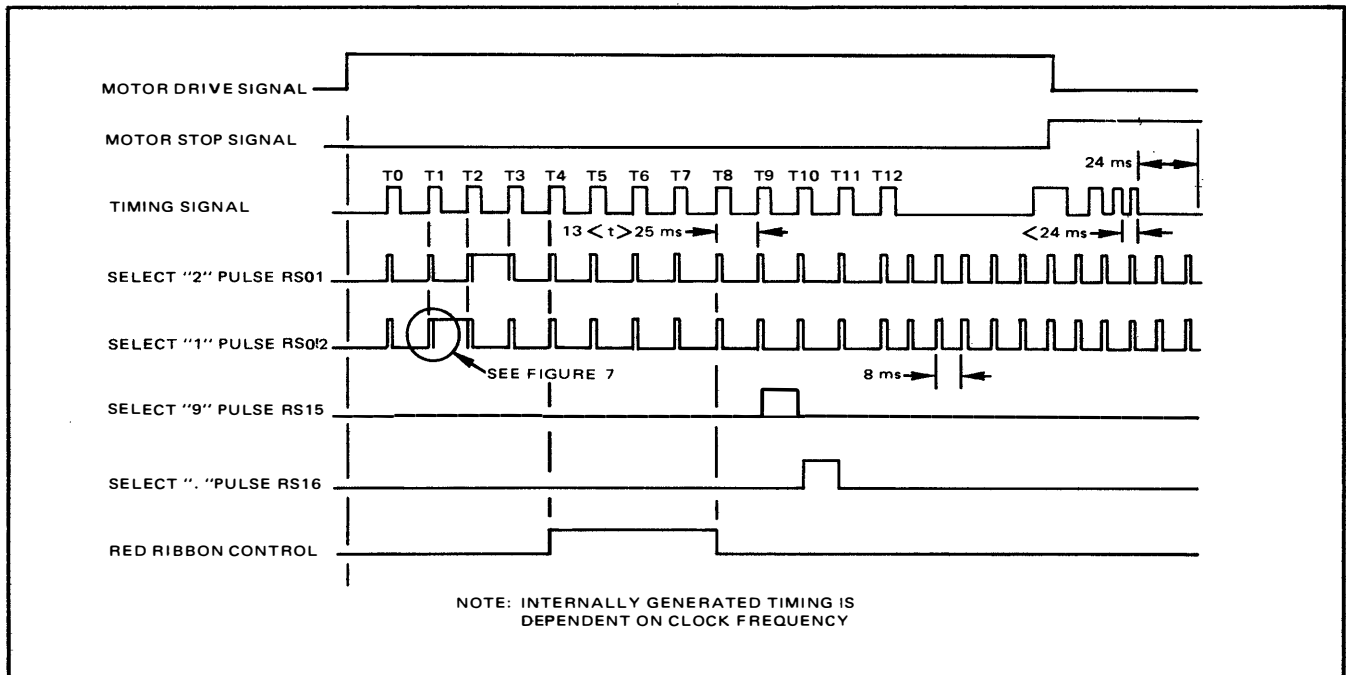 MOTOR DRIVE SIGNAL
MOTOR STOP SIGNAL
24 ms
T0 T1 T2 T3 T4 T5 T6 T7 T8 T9 T10 T11 T12
TIMING SIGNAL
13 < t > 25 ms
<24 ms
SELECT "2" PULSE RS01
SELECT "1" PULSE RS0!2
SEE FIGURE 7
8 ms
SELECT "9" PULSE RS15
SELECT ". "PULSE RS16
RED RIBBON CONTROL
NOTE: INTERNALLY GENERATED TIMING IS
DEPENDENT ON CLOCK FREQUENCY